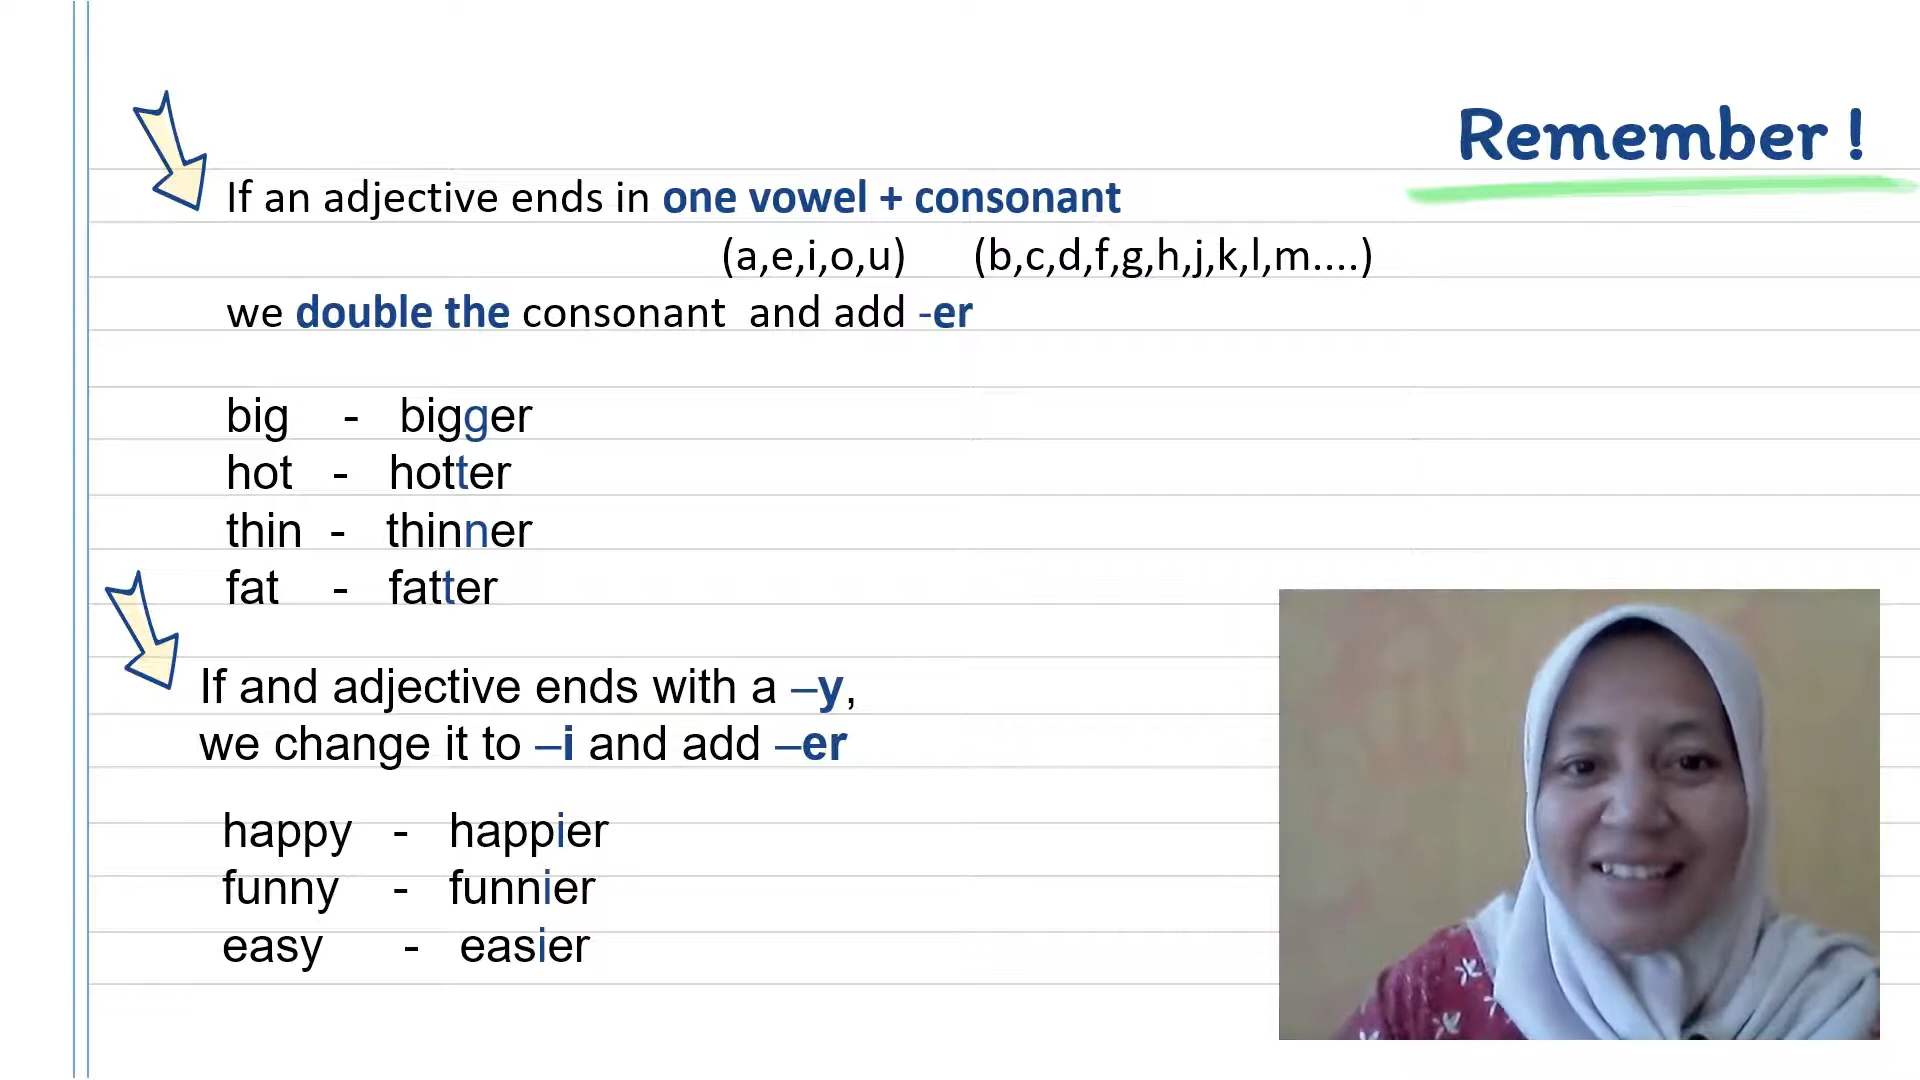 Remember !
If an adjective ends in one vowel + consonant
(a,e,i,o,u) (b,c,d,f,g,h,j,k,l,m....)
we double the consonant and add -er
big - bigger
hot - hotter
thin - thinner
fat - fatter
If and adjective ends with a –y,
we change it to –i and add –er
happy - happier
funny - funnier
easy - easier